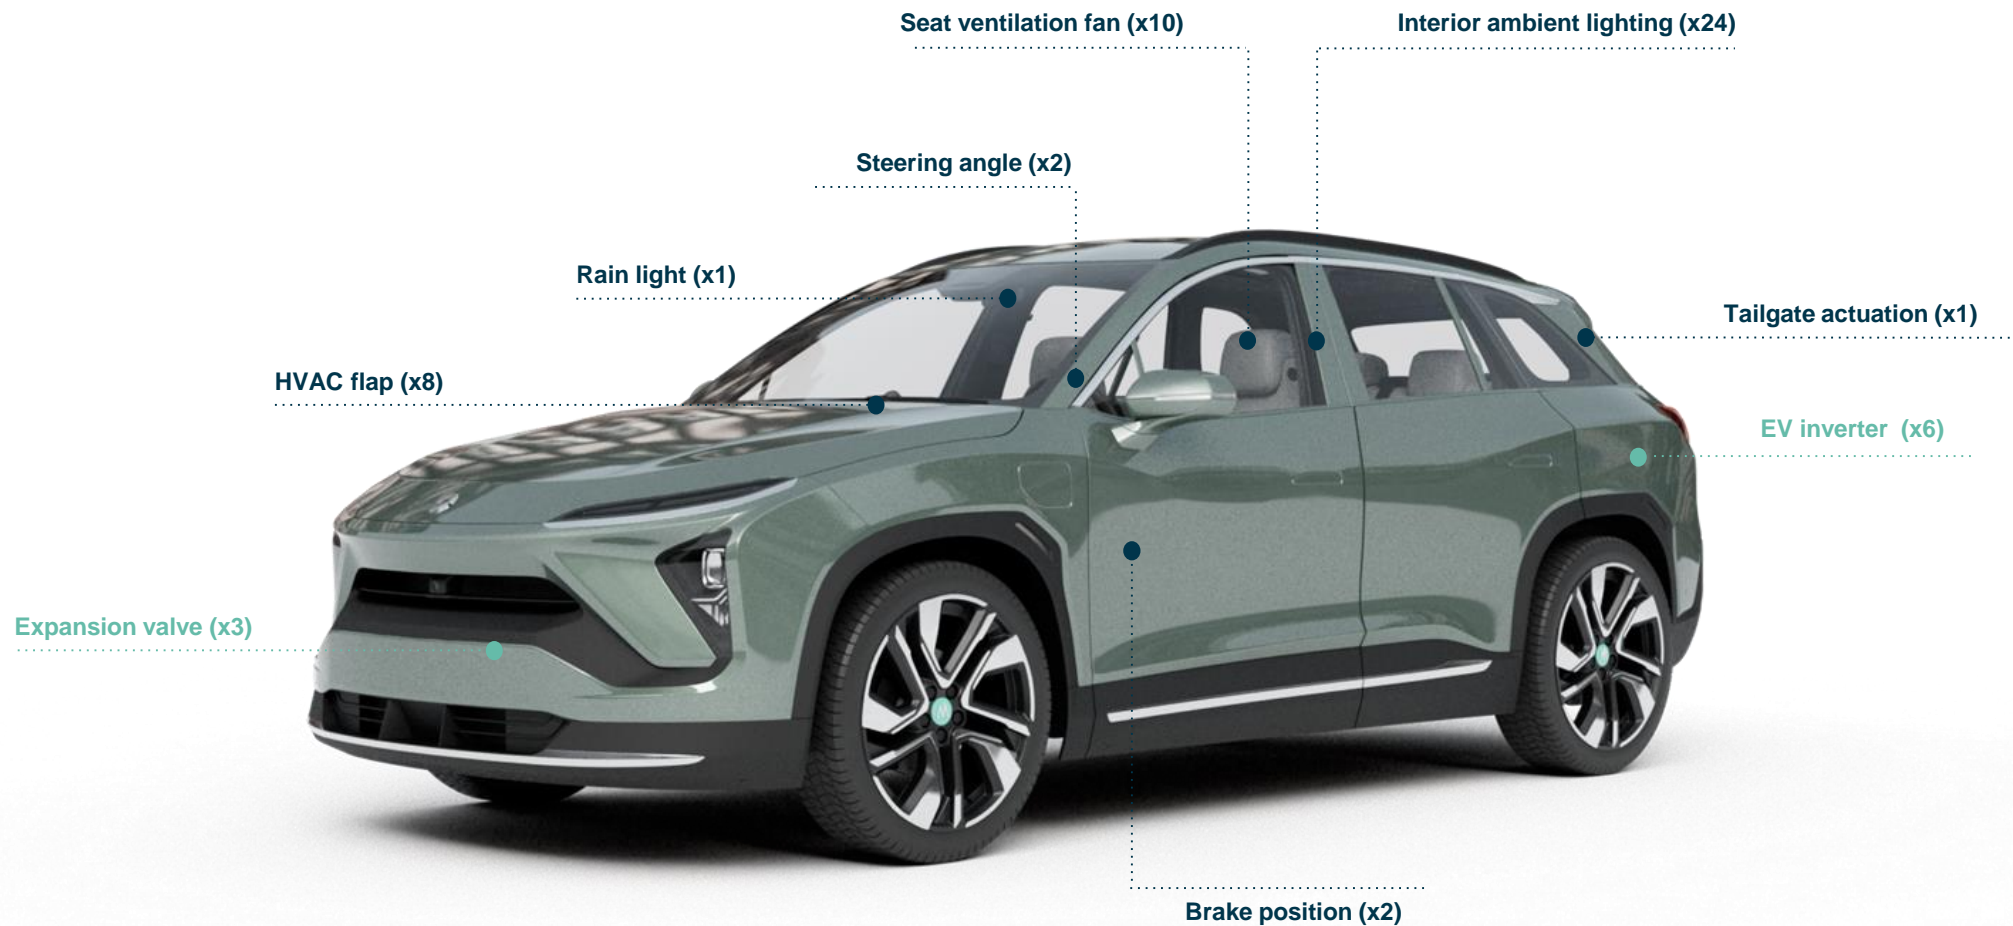 Seat ventilation fan (x10)
Interior ambient lighting (x24)
Steering angle (x2)
Rain light (x1)
Tailgate actuation (x1)
HVAC flap (x8)
EV inverter  (x6)
Expansion valve (x3)
Brake position (x2)